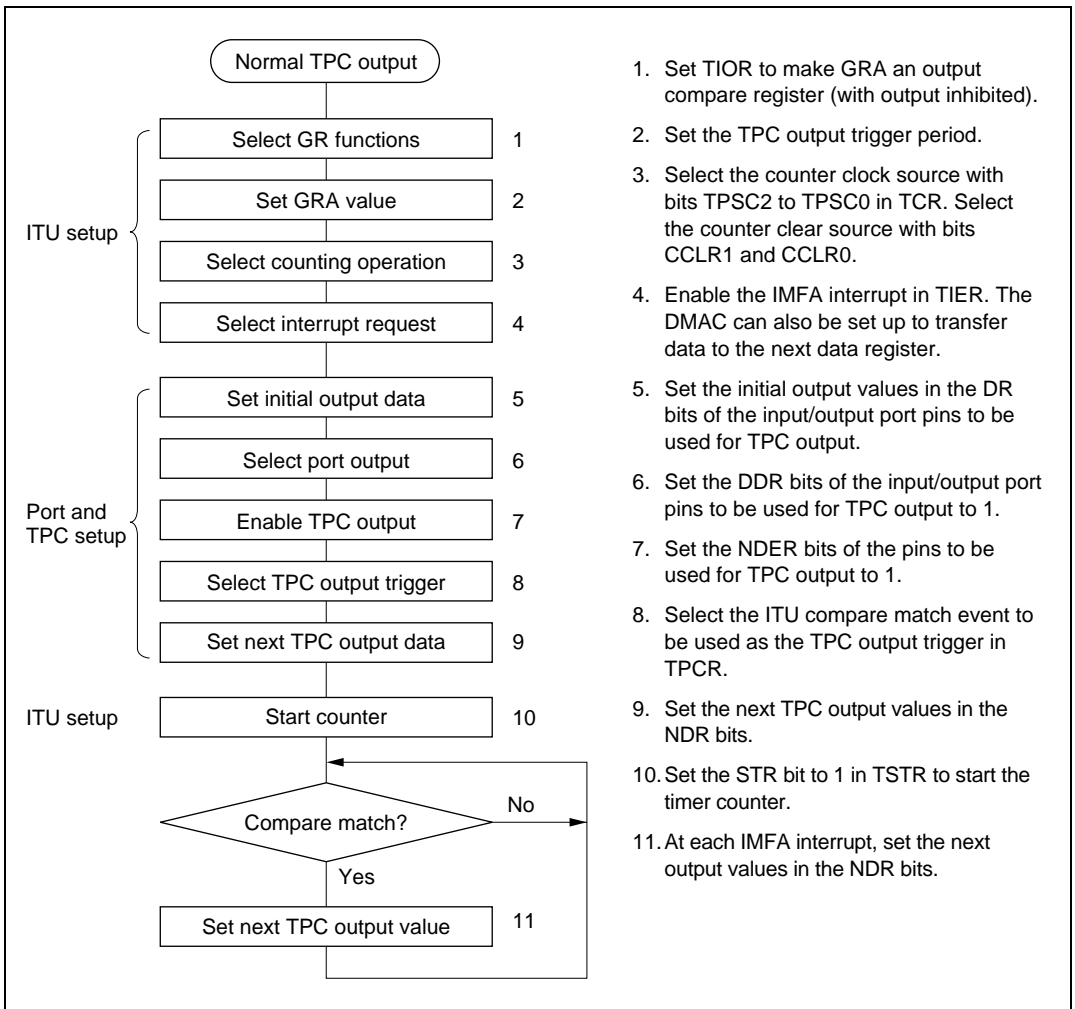 Normal TPC output
Select GR functions 1
Set GRA value 2
ITU setup
Select counting operation 3
Select interrupt request 4
Set initial output data 5
Select port output 6
Port and
TPC setup
Enable TPC output 7
Select TPC output trigger 8
Set next TPC output data 9
ITU setup
Start counter 10
Compare match?
No
Yes
Set next TPC output value 11
1. Set TIOR to make GRA an output
compare register (with output inhibited).
2. Set the TPC output trigger period.
3. Select the counter clock source with
bits TPSC2 to TPSC0 in TCR. Select
the counter clear source with bits
CCLR1 and CCLR0.
4. Enable the IMFA interrupt in TIER. The
DMAC can also be set up to transfer
data to the next data register.
5. Set the initial output values in the DR
bits of the input/output port pins to be
used for TPC output.
6. Set the DDR bits of the input/output port
pins to be used for TPC output to 1.
7. Set the NDER bits of the pins to be
used for TPC output to 1.
8. Select the ITU compare match event to
be used as the TPC output trigger in
TPCR.
9. Set the next TPC output values in the
NDR bits.
10. Set the STR bit to 1 in TSTR to start the
timer counter.
11. At each IMFA interrupt, set the next
output values in the NDR bits.